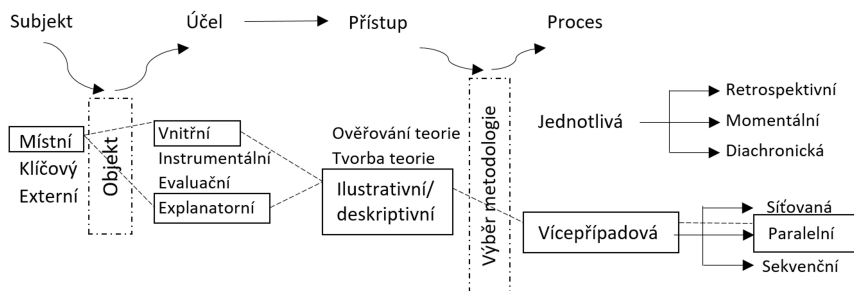 Subjekt
Účel
Přístup
Proces
Místní
Klíčový
Externí
Objekt
Vnitřní
Instrumentální
Evaluační
Explanatorní
Ověřování teorie
Tvorba teorie
Ilustrativní/
deskriptivní
Výběr metodologie
Jednotlivá
Retrospektivní
Momentální
Diachronická
Vícepřípadová
Síťovaná
Paralelní
Sekvenční